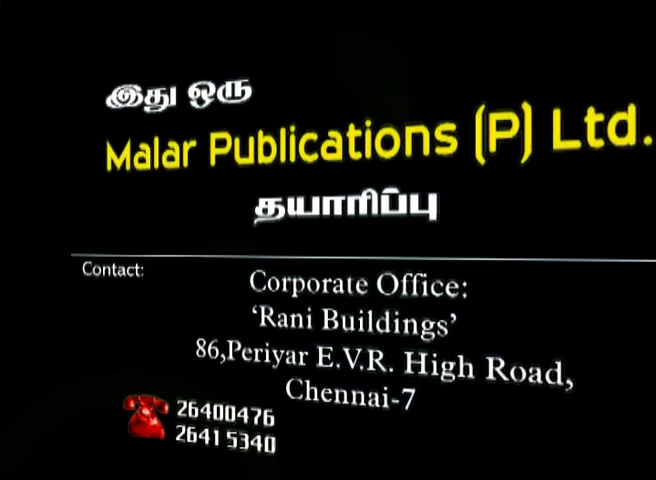 இது ஒரு
Malar Publications (P) Ltd.
தயாரிப்பு
Contact:
Corporate Office:
‘Rani Buildings’
86,Periyar E.V.R. High Road,
Chennai-7
26400476
2641 5340